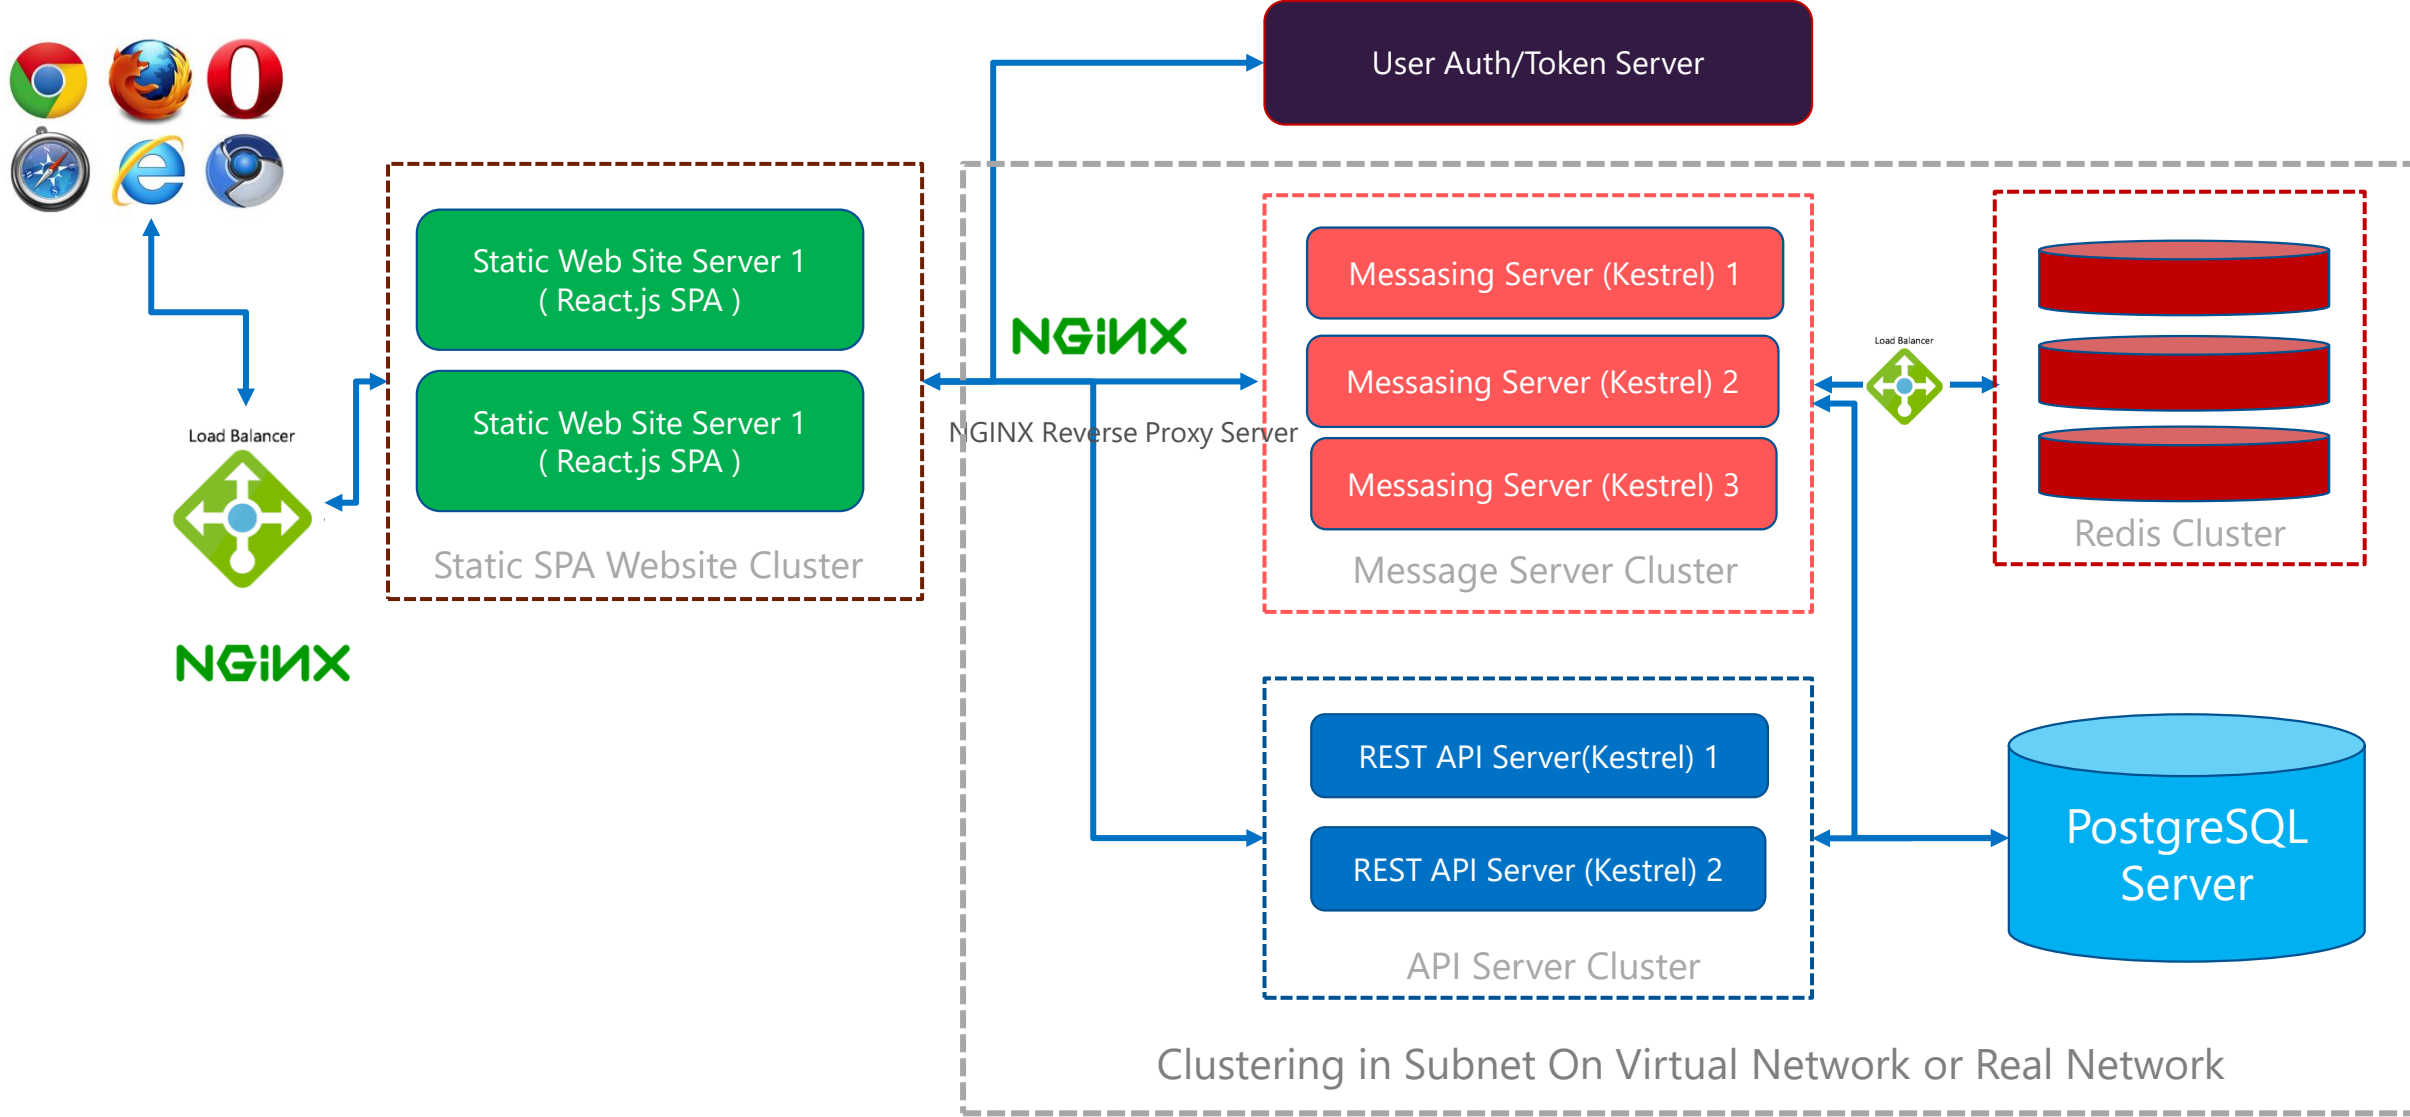 User Auth/Token Server
Static Web Site Server 1
( React.js SPA )
Static Web Site Server 1
( React.js SPA )
Static SPA Website Cluster
Load Balancer
NGINX
NGINX
NGINX Reverse Proxy Server
Messasing Server (Kestrel) 1
Messasing Server (Kestrel) 2
Messasing Server (Kestrel) 3
Message Server Cluster
Load Balancer
Redis Cluster
REST API Server(Kestrel) 1
REST API Server (Kestrel) 2
API Server Cluster
PostgreSQL
Server
Clustering in Subnet On Virtual Network or Real Network